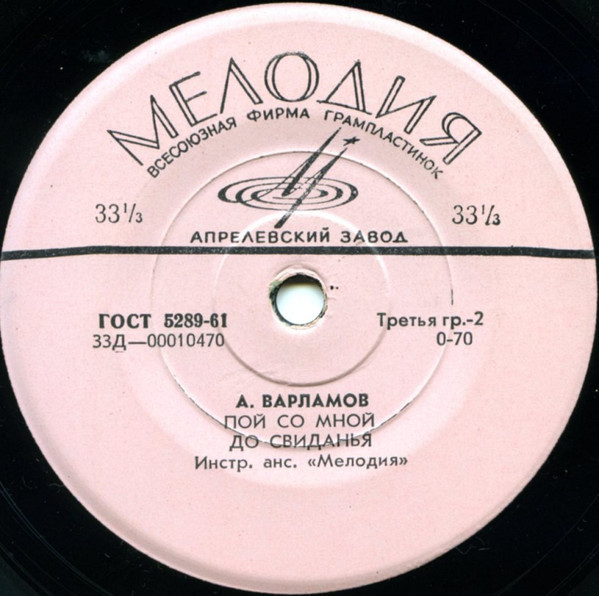 МЕЛОДИЯ
ВСЕСОЮЗНАЯ ФИРМА ГРАМПЛАСТИНОК
33⅓ 33⅓
АПРЕЛЕВСКИЙ ЗАВОД
ГОСТ 5289-61 Третья гр.-2
33Д—00010470 0-70
А. ВАРЛАМОВ
ПОЙ СО МНОЙ
ДО СВИДАНЬЯ
Инстр. анс. «Мелодия»